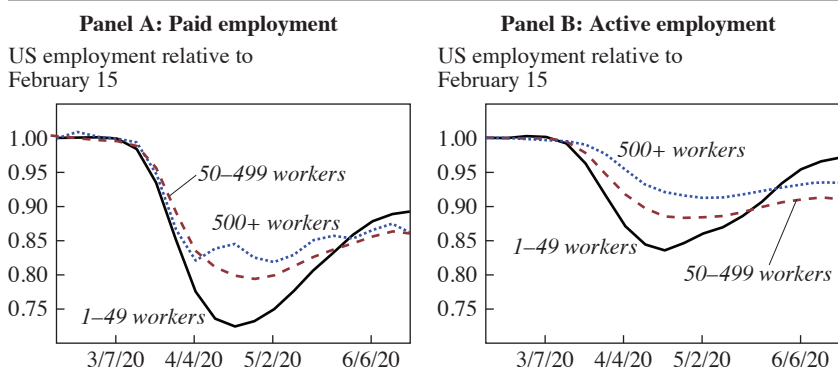 Panel A: Paid employment
US employment relative to
February 15
1.00
0.95
0.90
0.85
0.80
0.75
50–499 workers
500+ workers
1–49 workers
3/7/20 4/4/20 5/2/20 6/6/20
Panel B: Active employment
US employment relative to
February 15
1.00
0.95
0.90
0.85
0.80
0.75
500+ workers
1–49 workers
50–499 workers
3/7/20 4/4/20 5/2/20 6/6/20